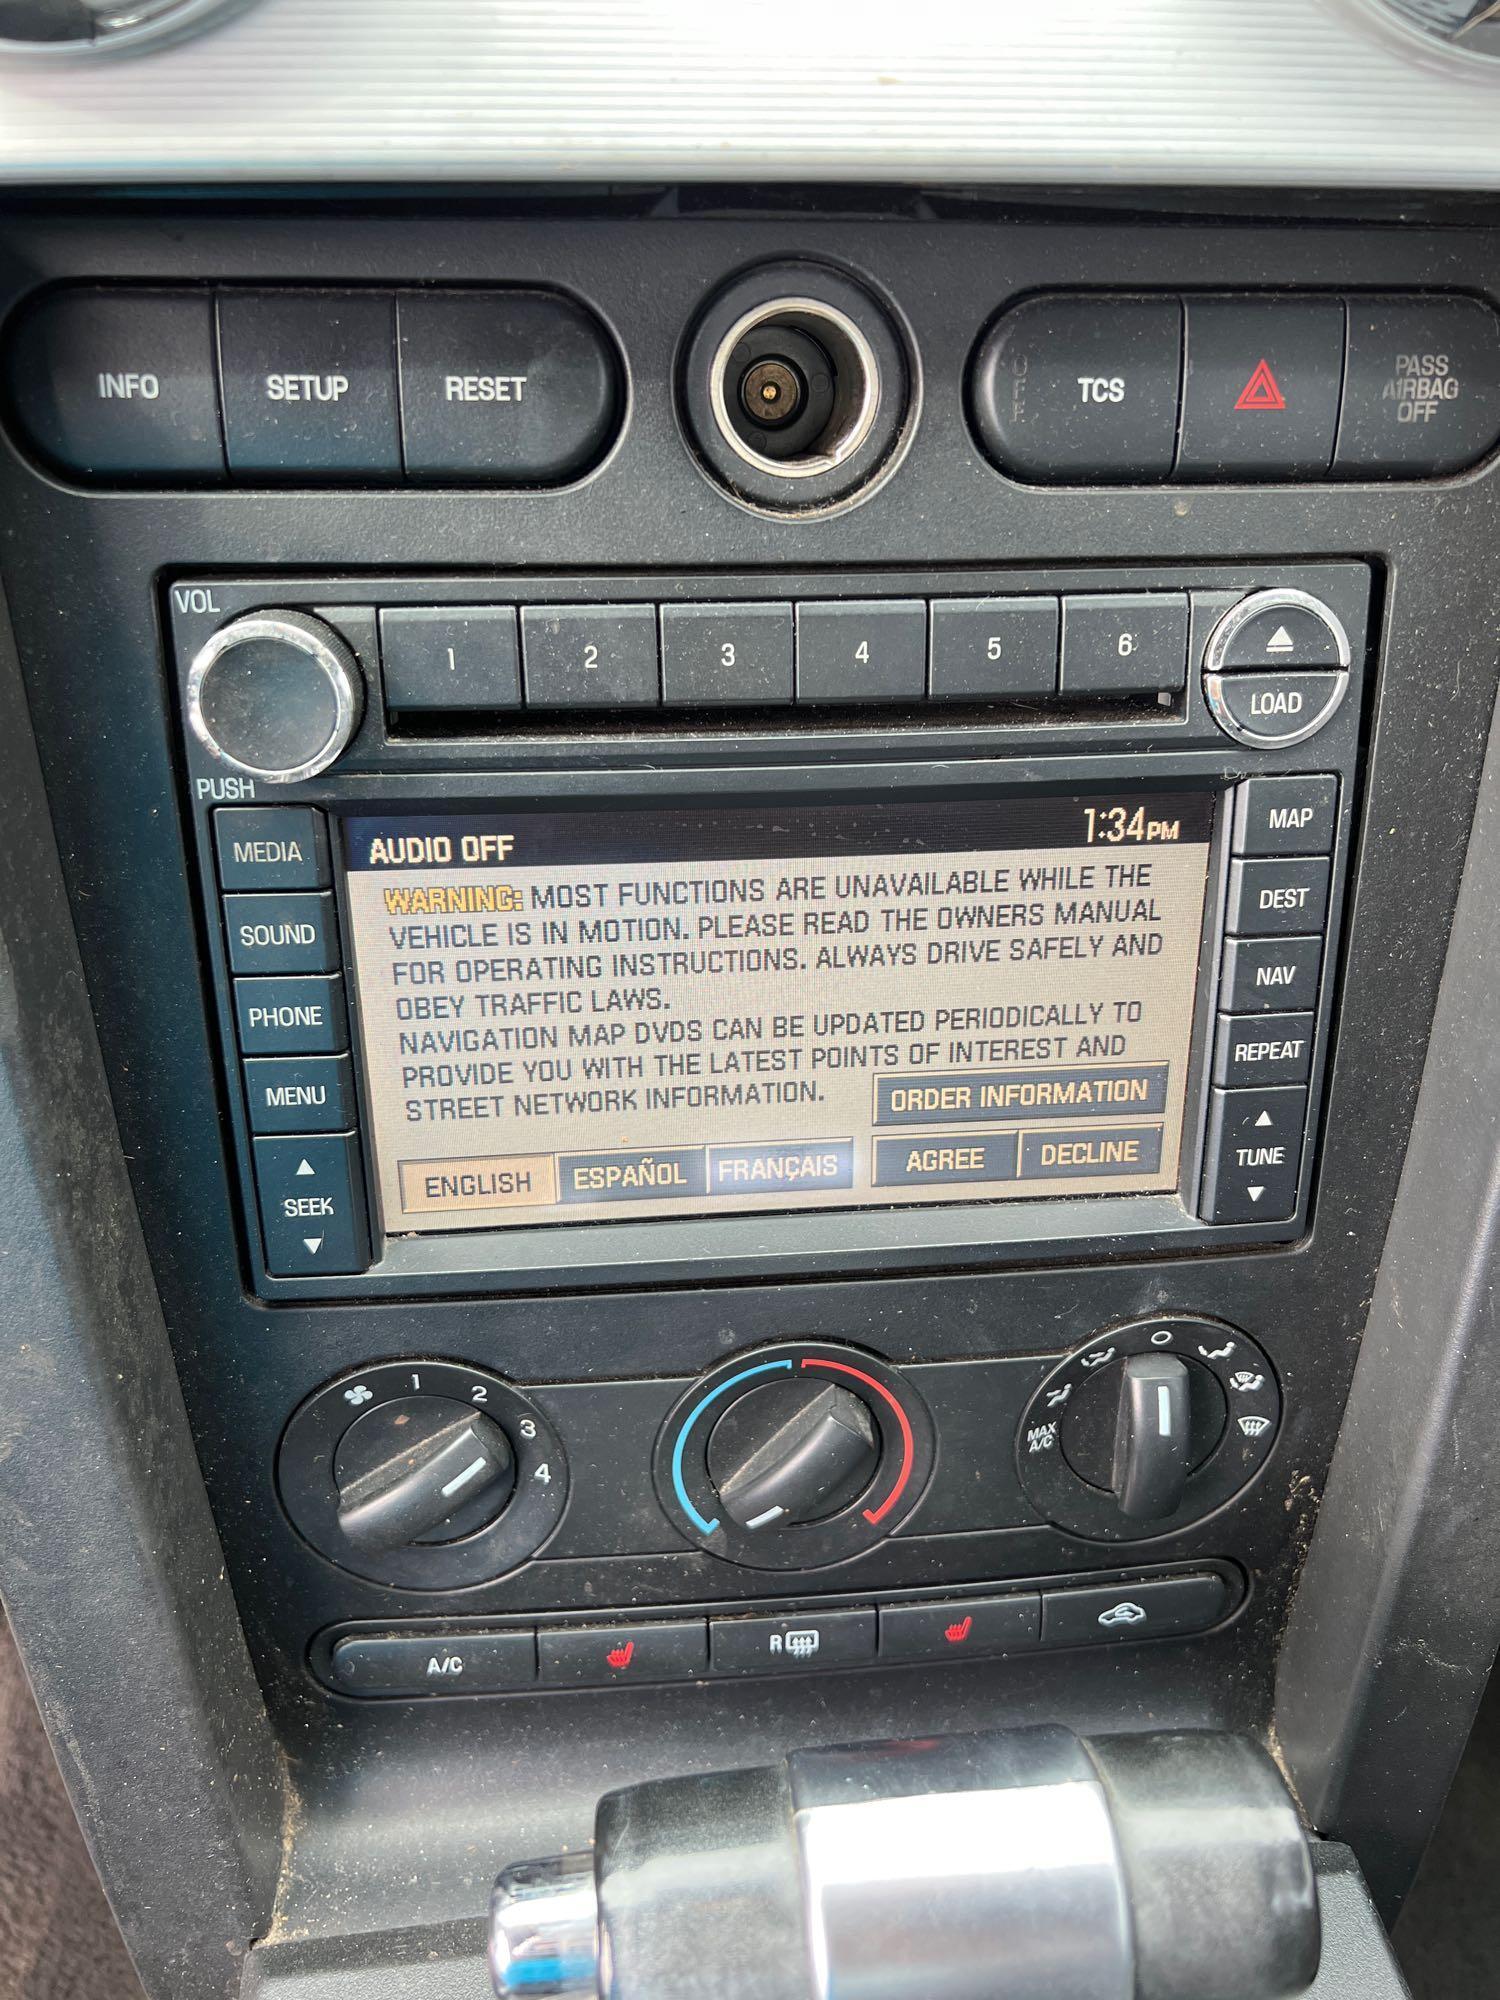 INFO SETUP RESET
OFF TCS
PASS
AIRBAG
OFF
VOL
1 2 3 4 5 6
LOAD
PUSH
MEDIA
SOUND
PHONE
MENU
SEEK
AUDIO OFF 1:34PM
WARNING: MOST FUNCTIONS ARE UNAVAILABLE WHILE THE
VEHICLE IS IN MOTION. PLEASE READ THE OWNERS MANUAL
FOR OPERATING INSTRUCTIONS. ALWAYS DRIVE SAFELY AND
OBEY TRAFFIC LAWS.
NAVIGATION MAP DVDS CAN BE UPDATED PERIODICALLY TO
PROVIDE YOU WITH THE LATEST POINTS OF INTEREST AND
STREET NETWORK INFORMATION.
ORDER INFORMATION
ENGLISH ESPAÑOL FRANÇAIS AGREE DECLINE
MAP
DEST
NAV
REPEAT
TUNE
1 2 3 4
MAX
A/C
A/C R